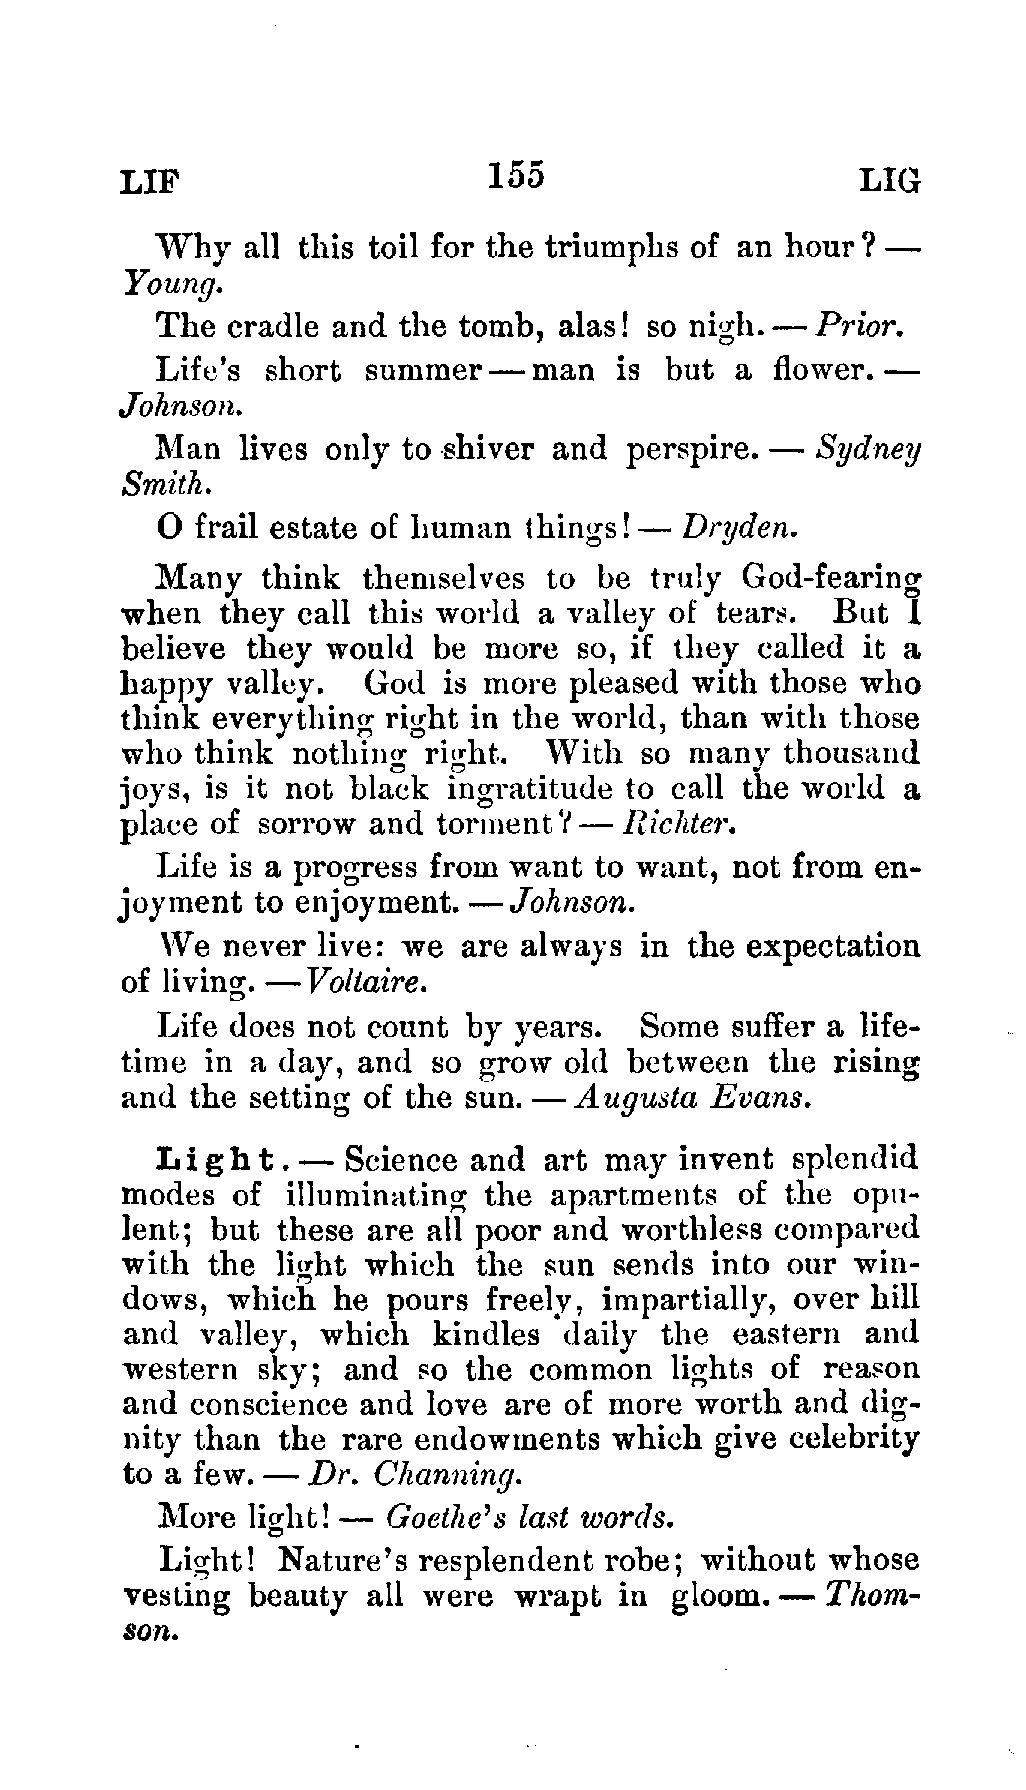 LIF 155 LIG
Why all this toil for the triumphs of an hour? —
Young.
The cradle and the tomb, alas! so nigh. — Prior.
Life's short summer — man is but a flower. —
Johnson.
Man lives only to shiver and perspire. — Sydney
Smith.
O frail estate of human things! — Dryden.
Many think themselves to be truly God-fearing
when they call this world a valley of tears. But I
believe they would be more so, if they called it a
happy valley. God is more pleased with those who
think everything right in the world, than with those
who think nothing right. With so many thousand
joys, is it not black ingratitude to call the world a
place of sorrow and torment? — Richter.
Life is a progress from want to want, not from en-
joyment to enjoyment. — Johnson.
We never live: we are always in the expectation
of living. — Voltaire.
Life does not count by years. Some suffer a life-
time in a day, and so grow old between the rising
and the setting of the sun. — Augusta Evans.
Light. — Science and art may invent splendid
modes of illuminating the apartments of the opu-
lent; but these are all poor and worthless compared
with the light which the sun sends into our win-
dows, which he pours freely, impartially, over hill
and valley, which kindles daily the eastern and
western sky; and so the common lights of reason
and conscience and love are of more worth and dig-
nity than the rare endowments which give celebrity
to a few. — Dr. Channing.
More light! — Goethe's last words.
Light! Nature's resplendent robe; without whose
vesting beauty all were wrapt in gloom. — Thom-
son.